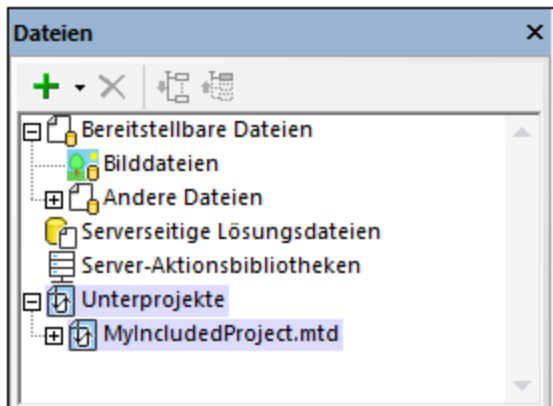 Dateien
Bereitstellbare Dateien
Bilddateien
Andere Dateien
Serverseitige Lösungsdateien
Server-Aktionsbibliotheken
Unterprojekte
MyIncludedProject.mtd